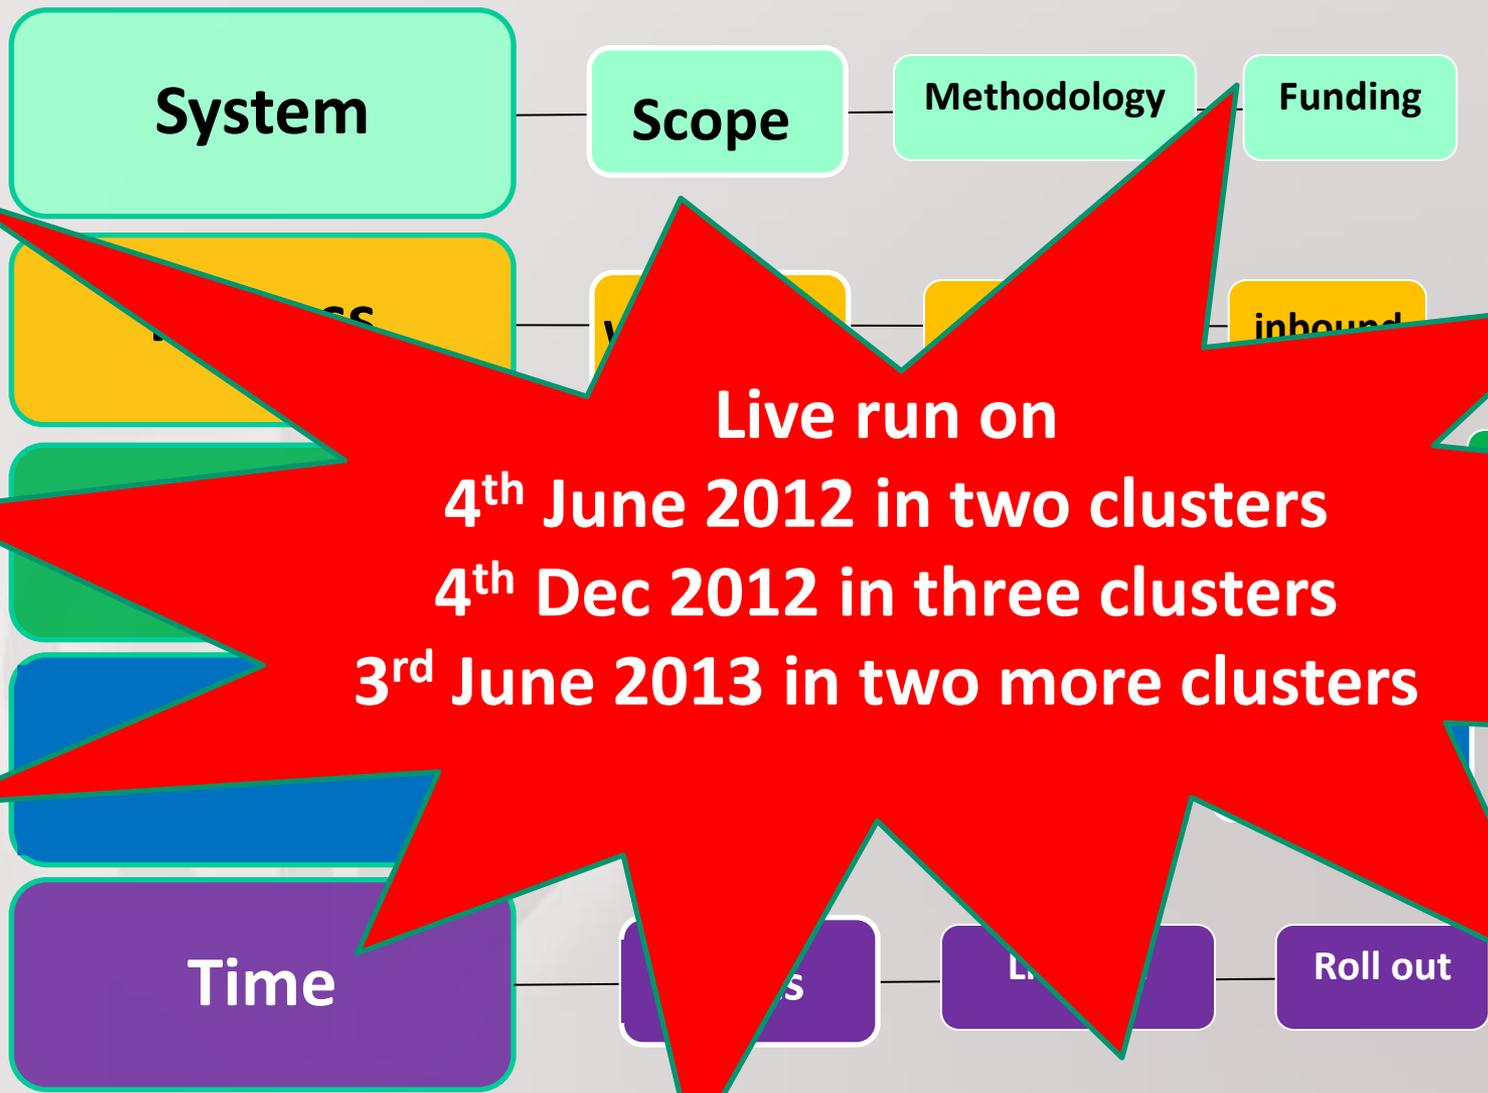 System
Scope
Methodology
Funding
inbound
Live run on
4th June 2012 in two clusters
4th Dec 2012 in three clusters
3rd June 2013 in two more clusters
Time
Roll out